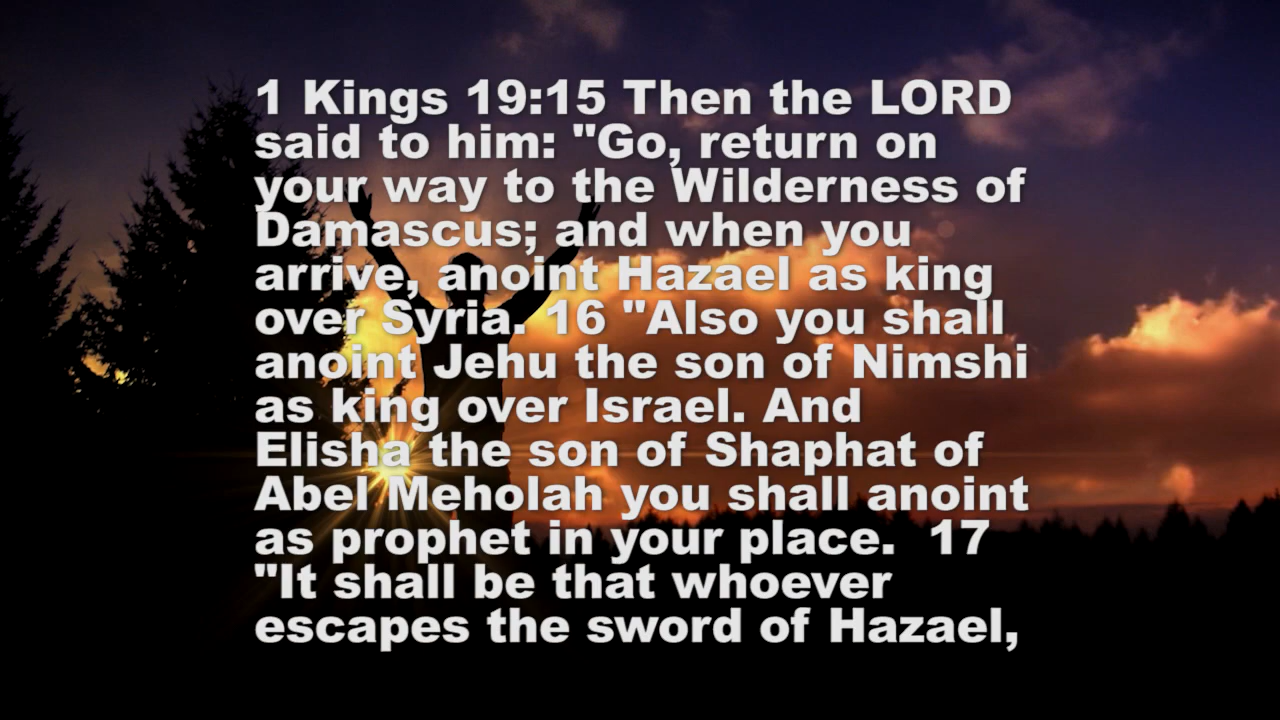 1 Kings 19:15 Then the LORD
said to him: "Go, return on
your way to the Wilderness of
Damascus; and when you
arrive, anoint Hazael as king
over Syria. 16 "Also you shall
anoint Jehu the son of Nimshi
as king over Israel. And
Elisha the son of Shaphat of
Abel Meholah you shall anoint
as prophet in your place.  17
"It shall be that whoever
escapes the sword of Hazael,